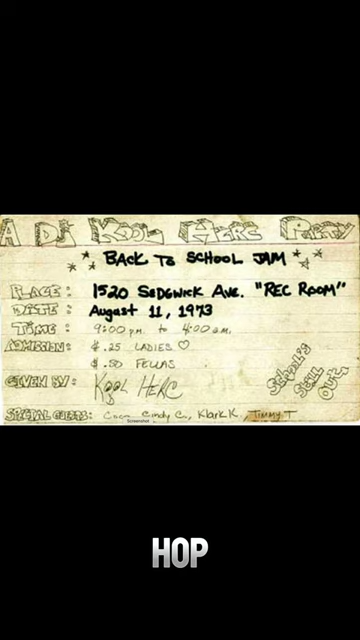 A DJ KOOL HERC PARTY
BACK TO SCHOOL JAM
PLACE: 1520 SEDGWICK AVE. "REC ROOM"
DATE: August 11, 1973
TIME: 9:00 pm. to 4:00 a.m.
ADMISSION: $.25 LADIES ♡
$.50 FELLAS
GIVEN BY: KOOL HERC
School's Still Out!
SPECIAL GUESTS: Coco, Cindy C., Klark K., TIMMY T
Screenshot
HOP